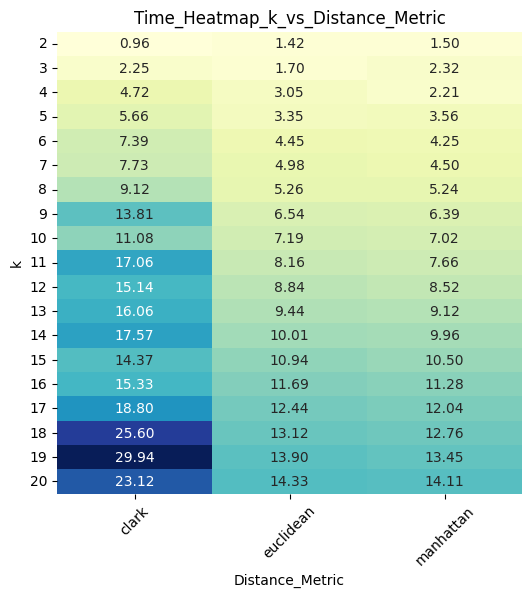 Time_Heatmap_k_vs_Distance_Metric
2 0.96 1.42 1.50
3 2.25 1.70 2.32
4 4.72 3.05 2.21
5 5.66 3.35 3.56
6 7.39 4.45 4.25
7 7.73 4.98 4.50
8 9.12 5.26 5.24
9 13.81 6.54 6.39
10 11.08 7.19 7.02
k
11 17.06 8.16 7.66
12 15.14 8.84 8.52
13 16.06 9.44 9.12
14 17.57 10.01 9.96
15 14.37 10.94 10.50
16 15.33 11.69 11.28
17 18.80 12.44 12.04
18 25.60 13.12 12.76
19 29.94 13.90 13.45
20 23.12 14.33 14.11
clark euclidean manhattan
Distance_Metric